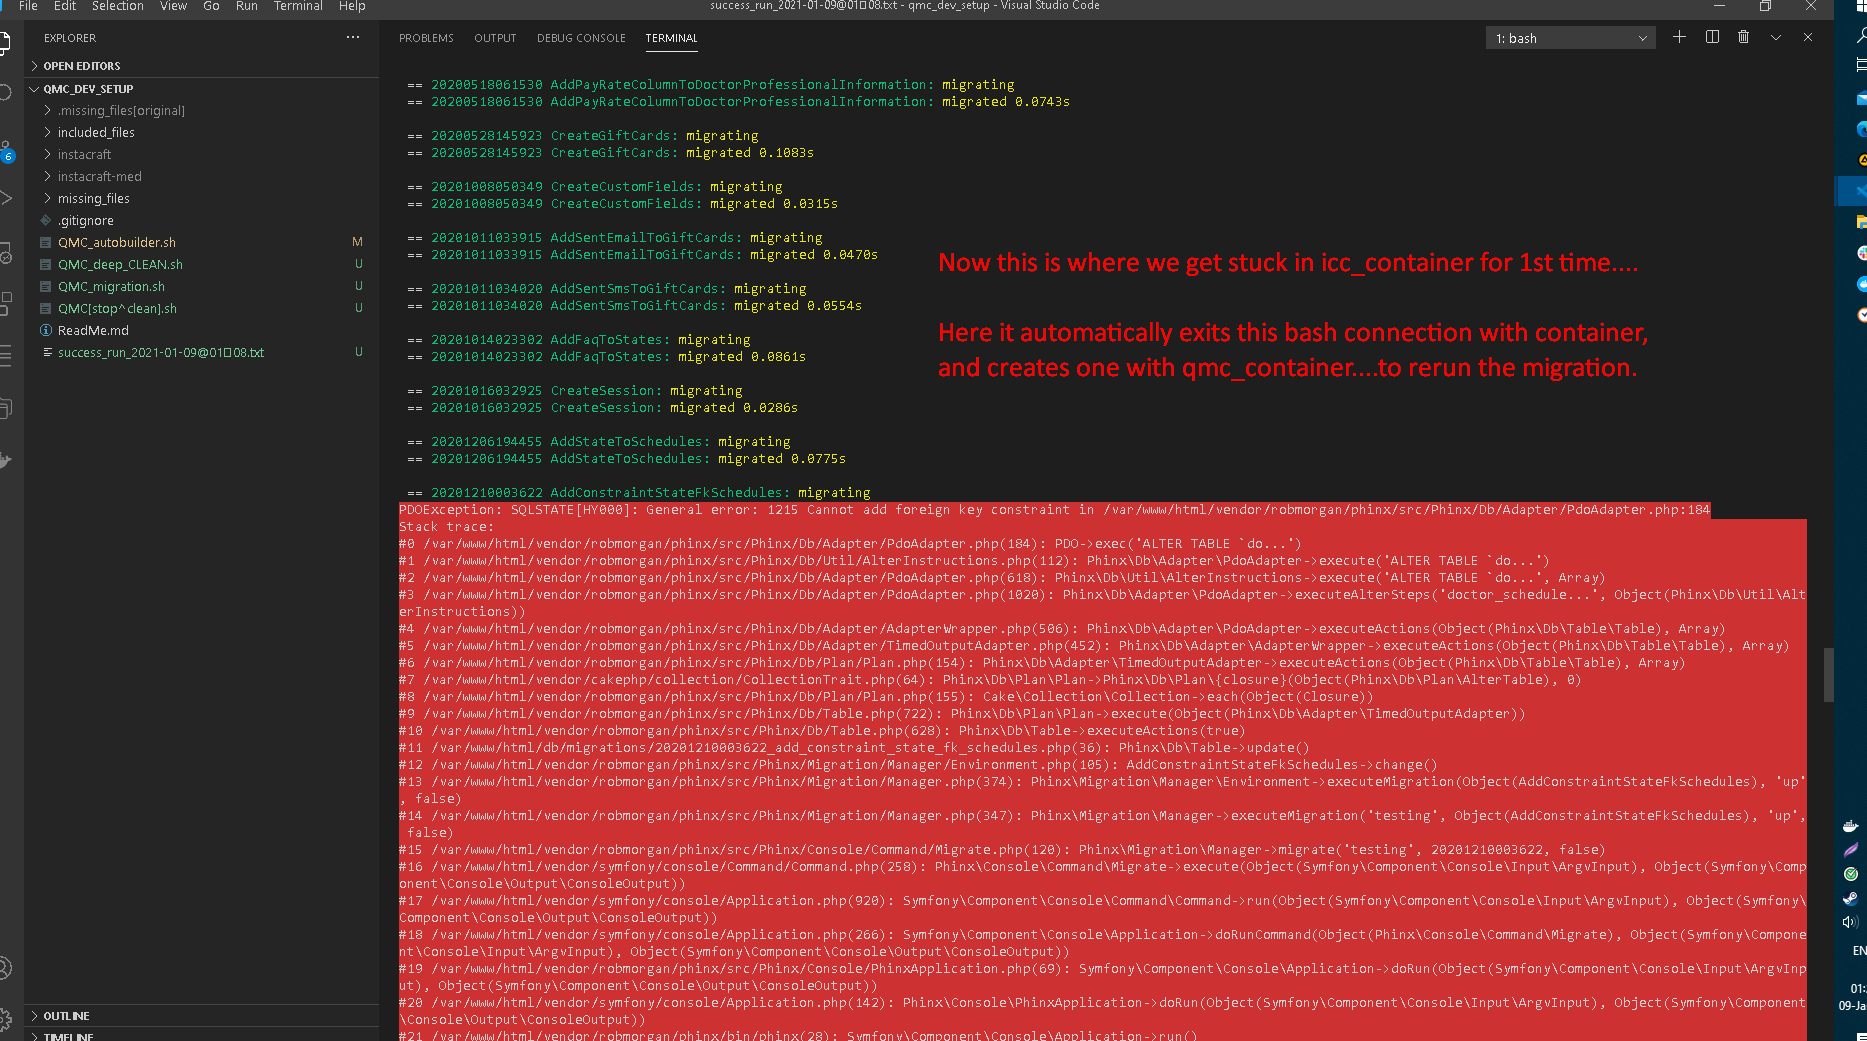 File Edit Selection View Go Run Terminal Help
success_run_2021-01-09@01▯08.txt - qmc_dev_setup - Visual Studio Code
EXPLORER
PROBLEMS OUTPUT DEBUG CONSOLE TERMINAL
1: bash
OPEN EDITORS
QMC_DEV_SETUP
.missing_files[original]
included_files
instacraft
instacraft-med
missing_files
.gitignore
QMC_autobuilder.sh M
QMC_deep_CLEAN.sh U
QMC_migration.sh U
QMC[stop^clean].sh U
ReadMe.md
success_run_2021-01-09@01▯08.txt U
6
OUTLINE
TIMELINE
== 20200518061530 AddPayRateColumnToDoctorProfessionalInformation: migrating
== 20200518061530 AddPayRateColumnToDoctorProfessionalInformation: migrated 0.0743s
== 20200528145923 CreateGiftCards: migrating
== 20200528145923 CreateGiftCards: migrated 0.1083s
== 20201008050349 CreateCustomFields: migrating
== 20201008050349 CreateCustomFields: migrated 0.0315s
== 20201011033915 AddSentEmailToGiftCards: migrating
== 20201011033915 AddSentEmailToGiftCards: migrated 0.0470s
== 20201011034020 AddSentSmsToGiftCards: migrating
== 20201011034020 AddSentSmsToGiftCards: migrated 0.0554s
== 20201014023302 AddFaqToStates: migrating
== 20201014023302 AddFaqToStates: migrated 0.0861s
== 20201016032925 CreateSession: migrating
== 20201016032925 CreateSession: migrated 0.0286s
== 20201206194455 AddStateToSchedules: migrating
== 20201206194455 AddStateToSchedules: migrated 0.0775s
== 20201210003622 AddConstraintStateFkSchedules: migrating
Now this is where we get stuck in icc_container for 1st time....
Here it automatically exits this bash connection with container,
and creates one with qmc_container....to rerun the migration.
PDOException: SQLSTATE[HY000]: General error: 1215 Cannot add foreign key constraint in /var/www/html/vendor/robmorgan/phinx/src/Phinx/Db/Adapter/PdoAdapter.php:184
Stack trace:
#0 /var/www/html/vendor/robmorgan/phinx/src/Phinx/Db/Adapter/PdoAdapter.php(184): PDO->exec('ALTER TABLE `do...')
#1 /var/www/html/vendor/robmorgan/phinx/src/Phinx/Db/Util/AlterInstructions.php(112): Phinx\Db\Adapter\PdoAdapter->execute('ALTER TABLE `do...')
#2 /var/www/html/vendor/robmorgan/phinx/src/Phinx/Db/Adapter/PdoAdapter.php(618): Phinx\Db\Util\AlterInstructions->execute('ALTER TABLE `do...', Array)
#3 /var/www/html/vendor/robmorgan/phinx/src/Phinx/Db/Adapter/PdoAdapter.php(1020): Phinx\Db\Adapter\PdoAdapter->executeAlterSteps('doctor_schedule...', Object(Phinx\Db\Util\Alt
erInstructions))
#4 /var/www/html/vendor/robmorgan/phinx/src/Phinx/Db/Adapter/AdapterWrapper.php(506): Phinx\Db\Adapter\PdoAdapter->executeActions(Object(Phinx\Db\Table\Table), Array)
#5 /var/www/html/vendor/robmorgan/phinx/src/Phinx/Db/Adapter/TimedOutputAdapter.php(452): Phinx\Db\Adapter\AdapterWrapper->executeActions(Object(Phinx\Db\Table\Table), Array)
#6 /var/www/html/vendor/robmorgan/phinx/src/Phinx/Db/Plan/Plan.php(154): Phinx\Db\Adapter\TimedOutputAdapter->executeActions(Object(Phinx\Db\Table\Table), Array)
#7 /var/www/html/vendor/cakephp/collection/CollectionTrait.php(64): Phinx\Db\Plan\Plan->Phinx\Db\Plan\{closure}(Object(Phinx\Db\Plan\AlterTable), 0)
#8 /var/www/html/vendor/robmorgan/phinx/src/Phinx/Db/Plan/Plan.php(155): Cake\Collection\Collection->each(Object(Closure))
#9 /var/www/html/vendor/robmorgan/phinx/src/Phinx/Db/Table.php(722): Phinx\Db\Plan\Plan->execute(Object(Phinx\Db\Adapter\TimedOutputAdapter))
#10 /var/www/html/vendor/robmorgan/phinx/src/Phinx/Db/Table.php(628): Phinx\Db\Table->executeActions(true)
#11 /var/www/html/db/migrations/20201210003622_add_constraint_state_fk_schedules.php(36): Phinx\Db\Table->update()
#12 /var/www/html/vendor/robmorgan/phinx/src/Phinx/Migration/Manager/Environment.php(105): AddConstraintStateFkSchedules->change()
#13 /var/www/html/vendor/robmorgan/phinx/src/Phinx/Migration/Manager.php(374): Phinx\Migration\Manager\Environment->executeMigration(Object(AddConstraintStateFkSchedules), 'up'
, false)
#14 /var/www/html/vendor/robmorgan/phinx/src/Phinx/Migration/Manager.php(347): Phinx\Migration\Manager->executeMigration('testing', Object(AddConstraintStateFkSchedules), 'up',
false)
#15 /var/www/html/vendor/robmorgan/phinx/src/Phinx/Console/Command/Migrate.php(120): Phinx\Migration\Manager->migrate('testing', 20201210003622, false)
#16 /var/www/html/vendor/symfony/console/Command/Command.php(258): Phinx\Console\Command\Migrate->execute(Object(Symfony\Component\Console\Input\ArgvInput), Object(Symfony\Comp
onent\Console\Output\ConsoleOutput))
#17 /var/www/html/vendor/symfony/console/Application.php(920): Symfony\Component\Console\Command\Command->run(Object(Symfony\Component\Console\Input\ArgvInput), Object(Symfony\
Component\Console\Output\ConsoleOutput))
#18 /var/www/html/vendor/symfony/console/Application.php(266): Symfony\Component\Console\Application->doRunCommand(Object(Phinx\Console\Command\Migrate), Object(Symfony\Compone
nt\Console\Input\ArgvInput), Object(Symfony\Component\Console\Output\ConsoleOutput))
#19 /var/www/html/vendor/robmorgan/phinx/src/Phinx/Console/PhinxApplication.php(69): Symfony\Component\Console\Application->doRun(Object(Symfony\Component\Console\Input\ArgvInp
ut), Object(Symfony\Component\Console\Output\ConsoleOutput))
#20 /var/www/html/vendor/symfony/console/Application.php(142): Phinx\Console\PhinxApplication->doRun(Object(Symfony\Component\Console\Input\ArgvInput), Object(Symfony\Component
\Console\Output\ConsoleOutput))
#21 /var/www/html/vendor/robmorgan/phinx/bin/phinx(28): Symfony\Component\Console\Application->run()
EN